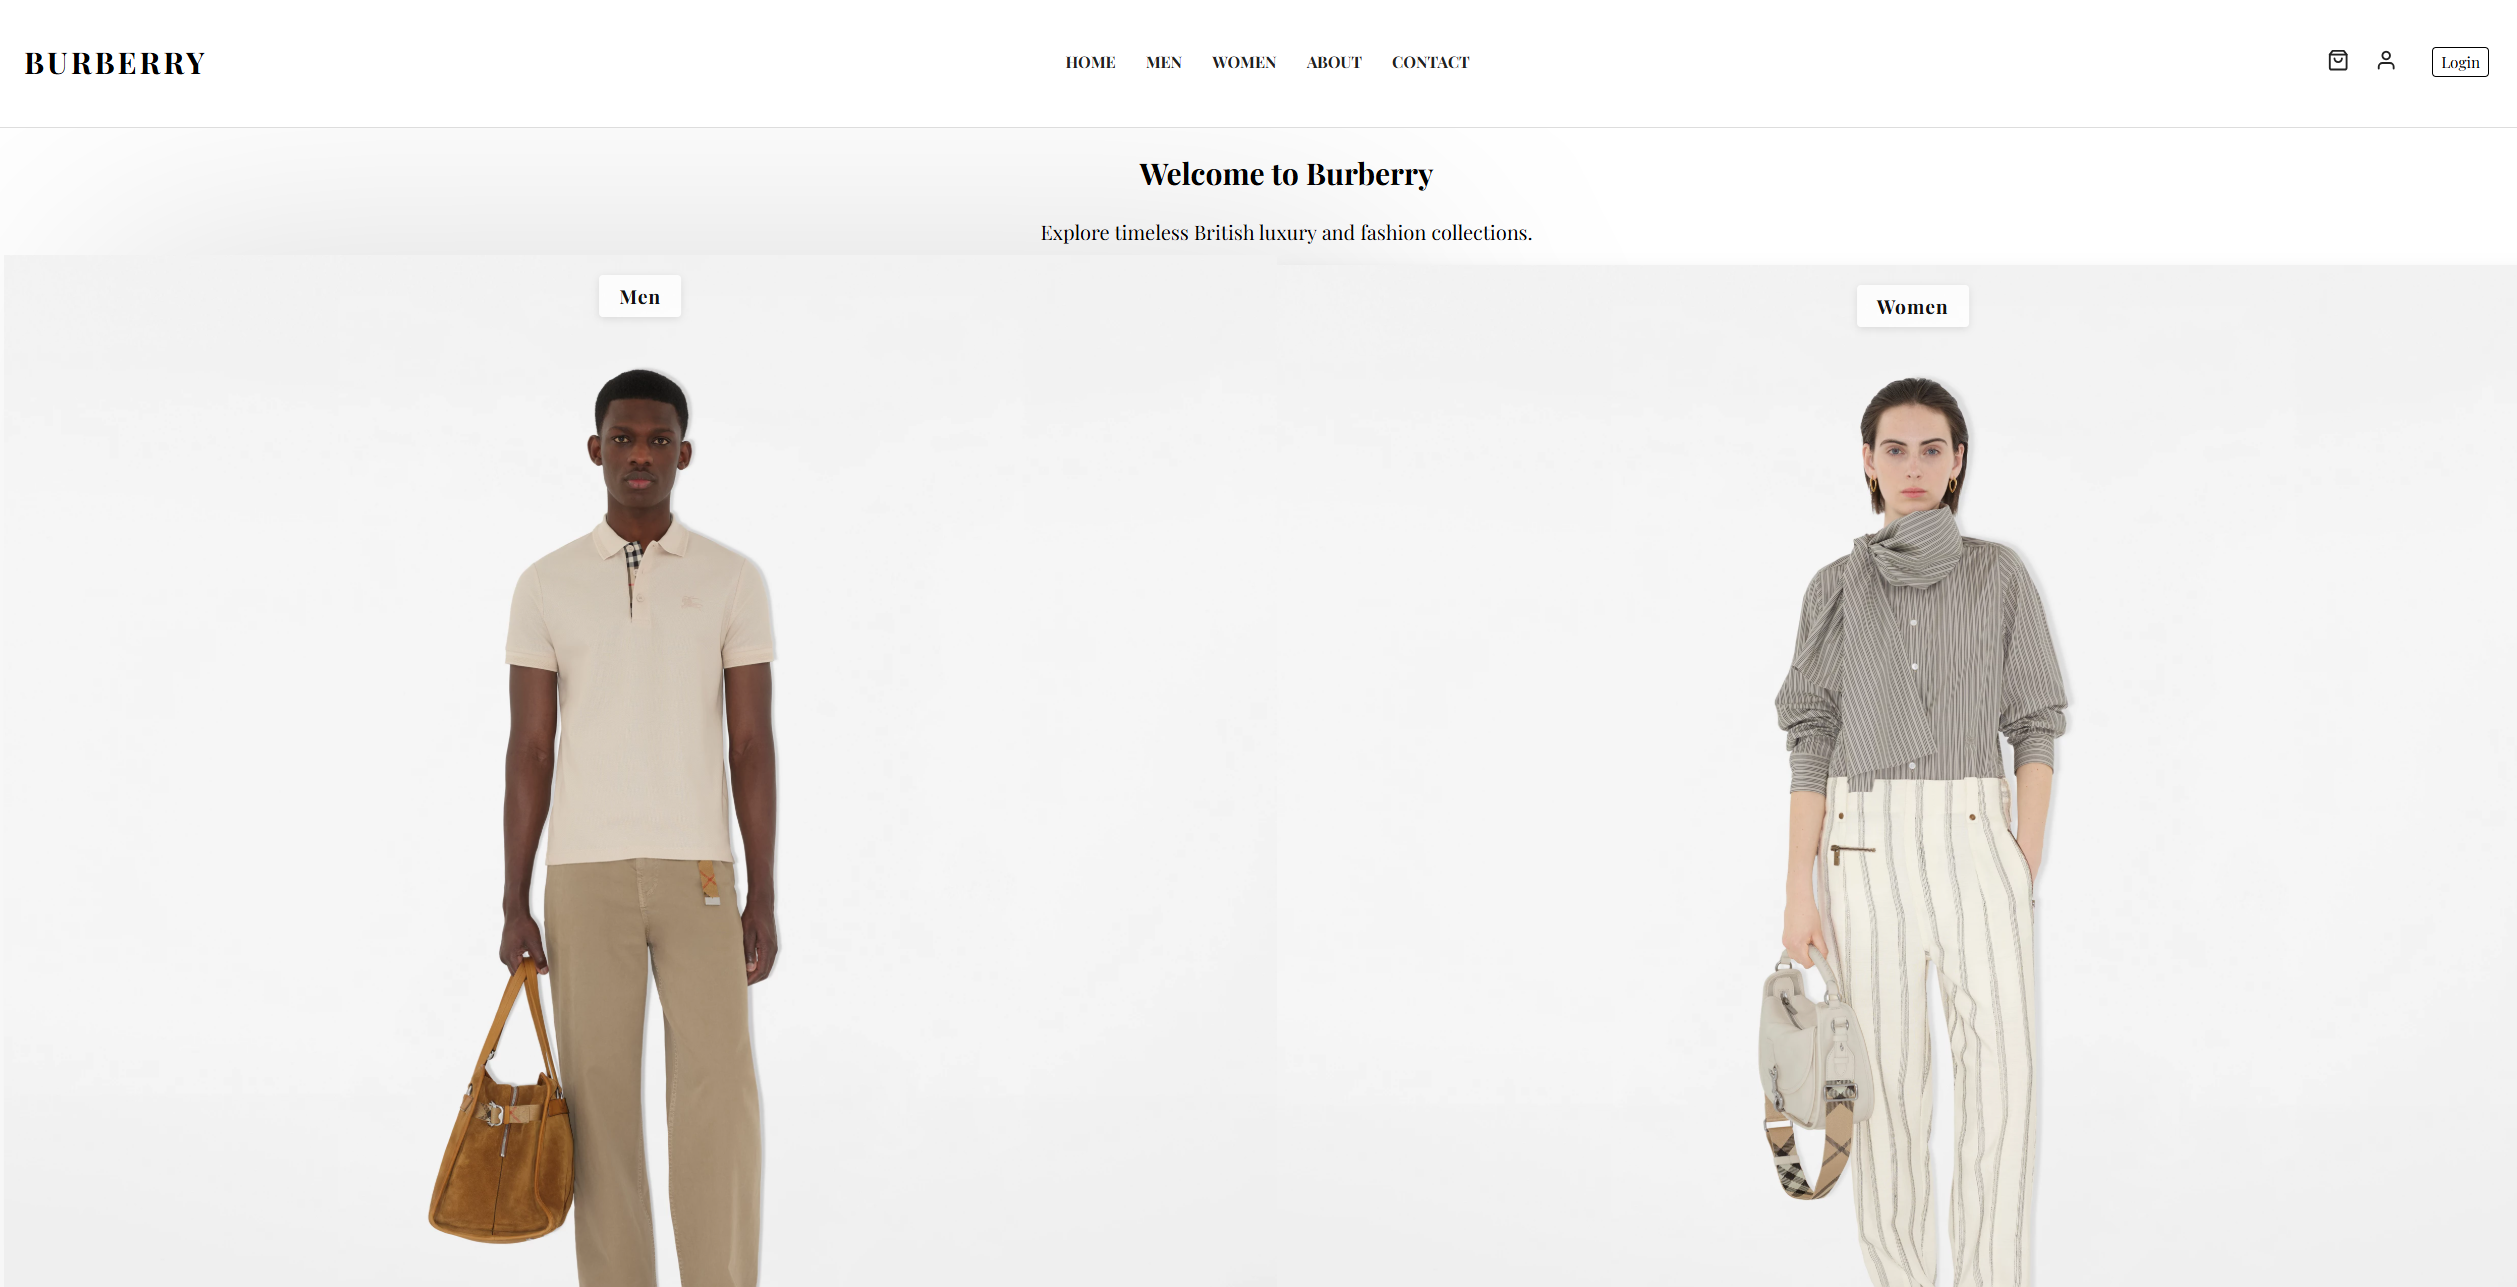 BURBERRY
HOME MEN WOMEN ABOUT CONTACT
Login
Welcome to Burberry
Explore timeless British luxury and fashion collections.
Men
Women